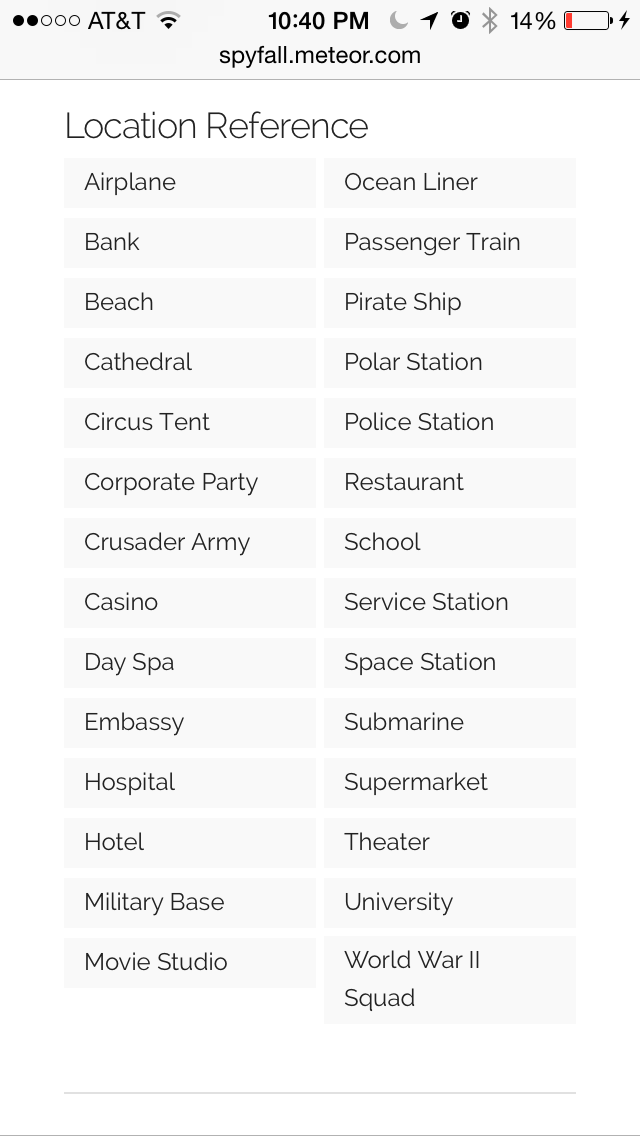 AT&T 10:40 PM 14%
spyfall.meteor.com
Location Reference
Airplane
Ocean Liner
Bank
Passenger Train
Beach
Pirate Ship
Cathedral
Polar Station
Circus Tent
Police Station
Corporate Party
Restaurant
Crusader Army
School
Casino
Service Station
Day Spa
Space Station
Embassy
Submarine
Hospital
Supermarket
Hotel
Theater
Military Base
University
Movie Studio
World War II
Squad